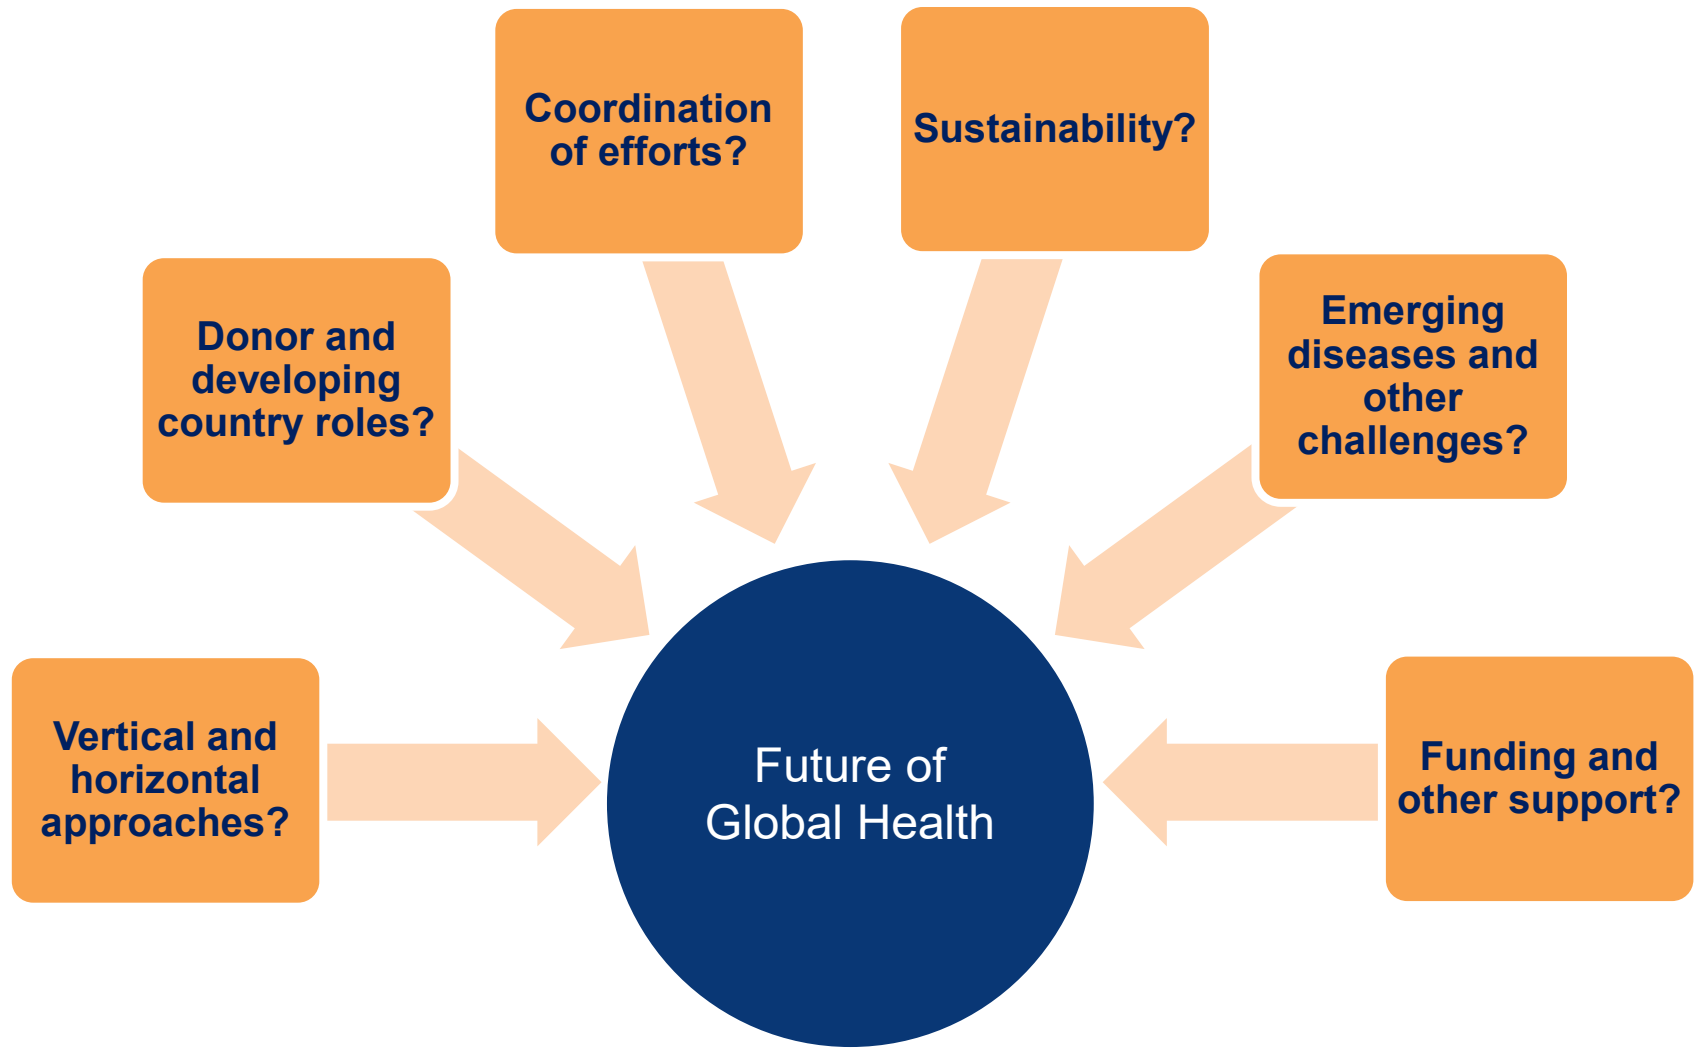 Coordination
of efforts?
Sustainability?
Donor and
developing
country roles?
Emerging
diseases and
other
challenges?
Vertical and
horizontal
approaches?
Future of
Global Health
Funding and
other support?